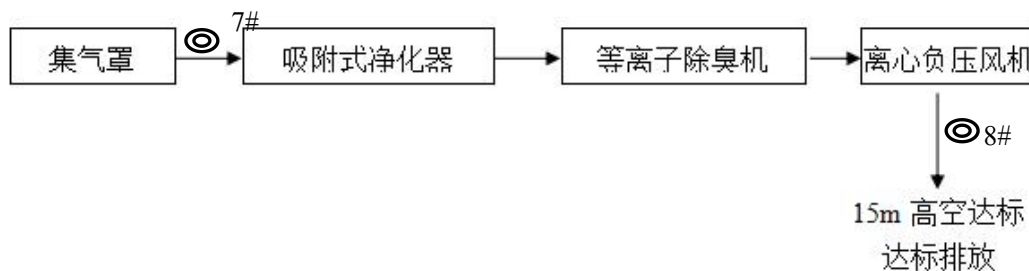 7#
集气罩
吸附式净化器
等离子除臭机
离心负压风机
8#
15m 高空达标
达标排放